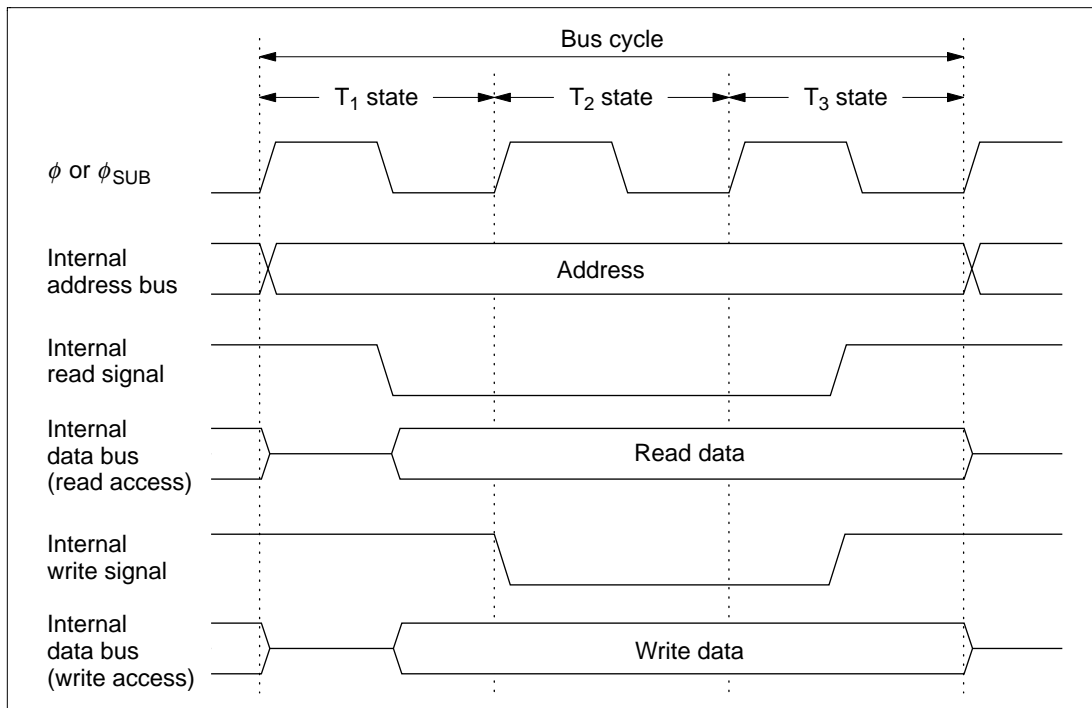 Bus cycle
T1 state
T2 state
T3 state
ϕ or ϕSUB
Internal
address bus
Address
Internal
read signal
Internal
data bus
(read access)
Read data
Internal
write signal
Internal
data bus
(write access)
Write data